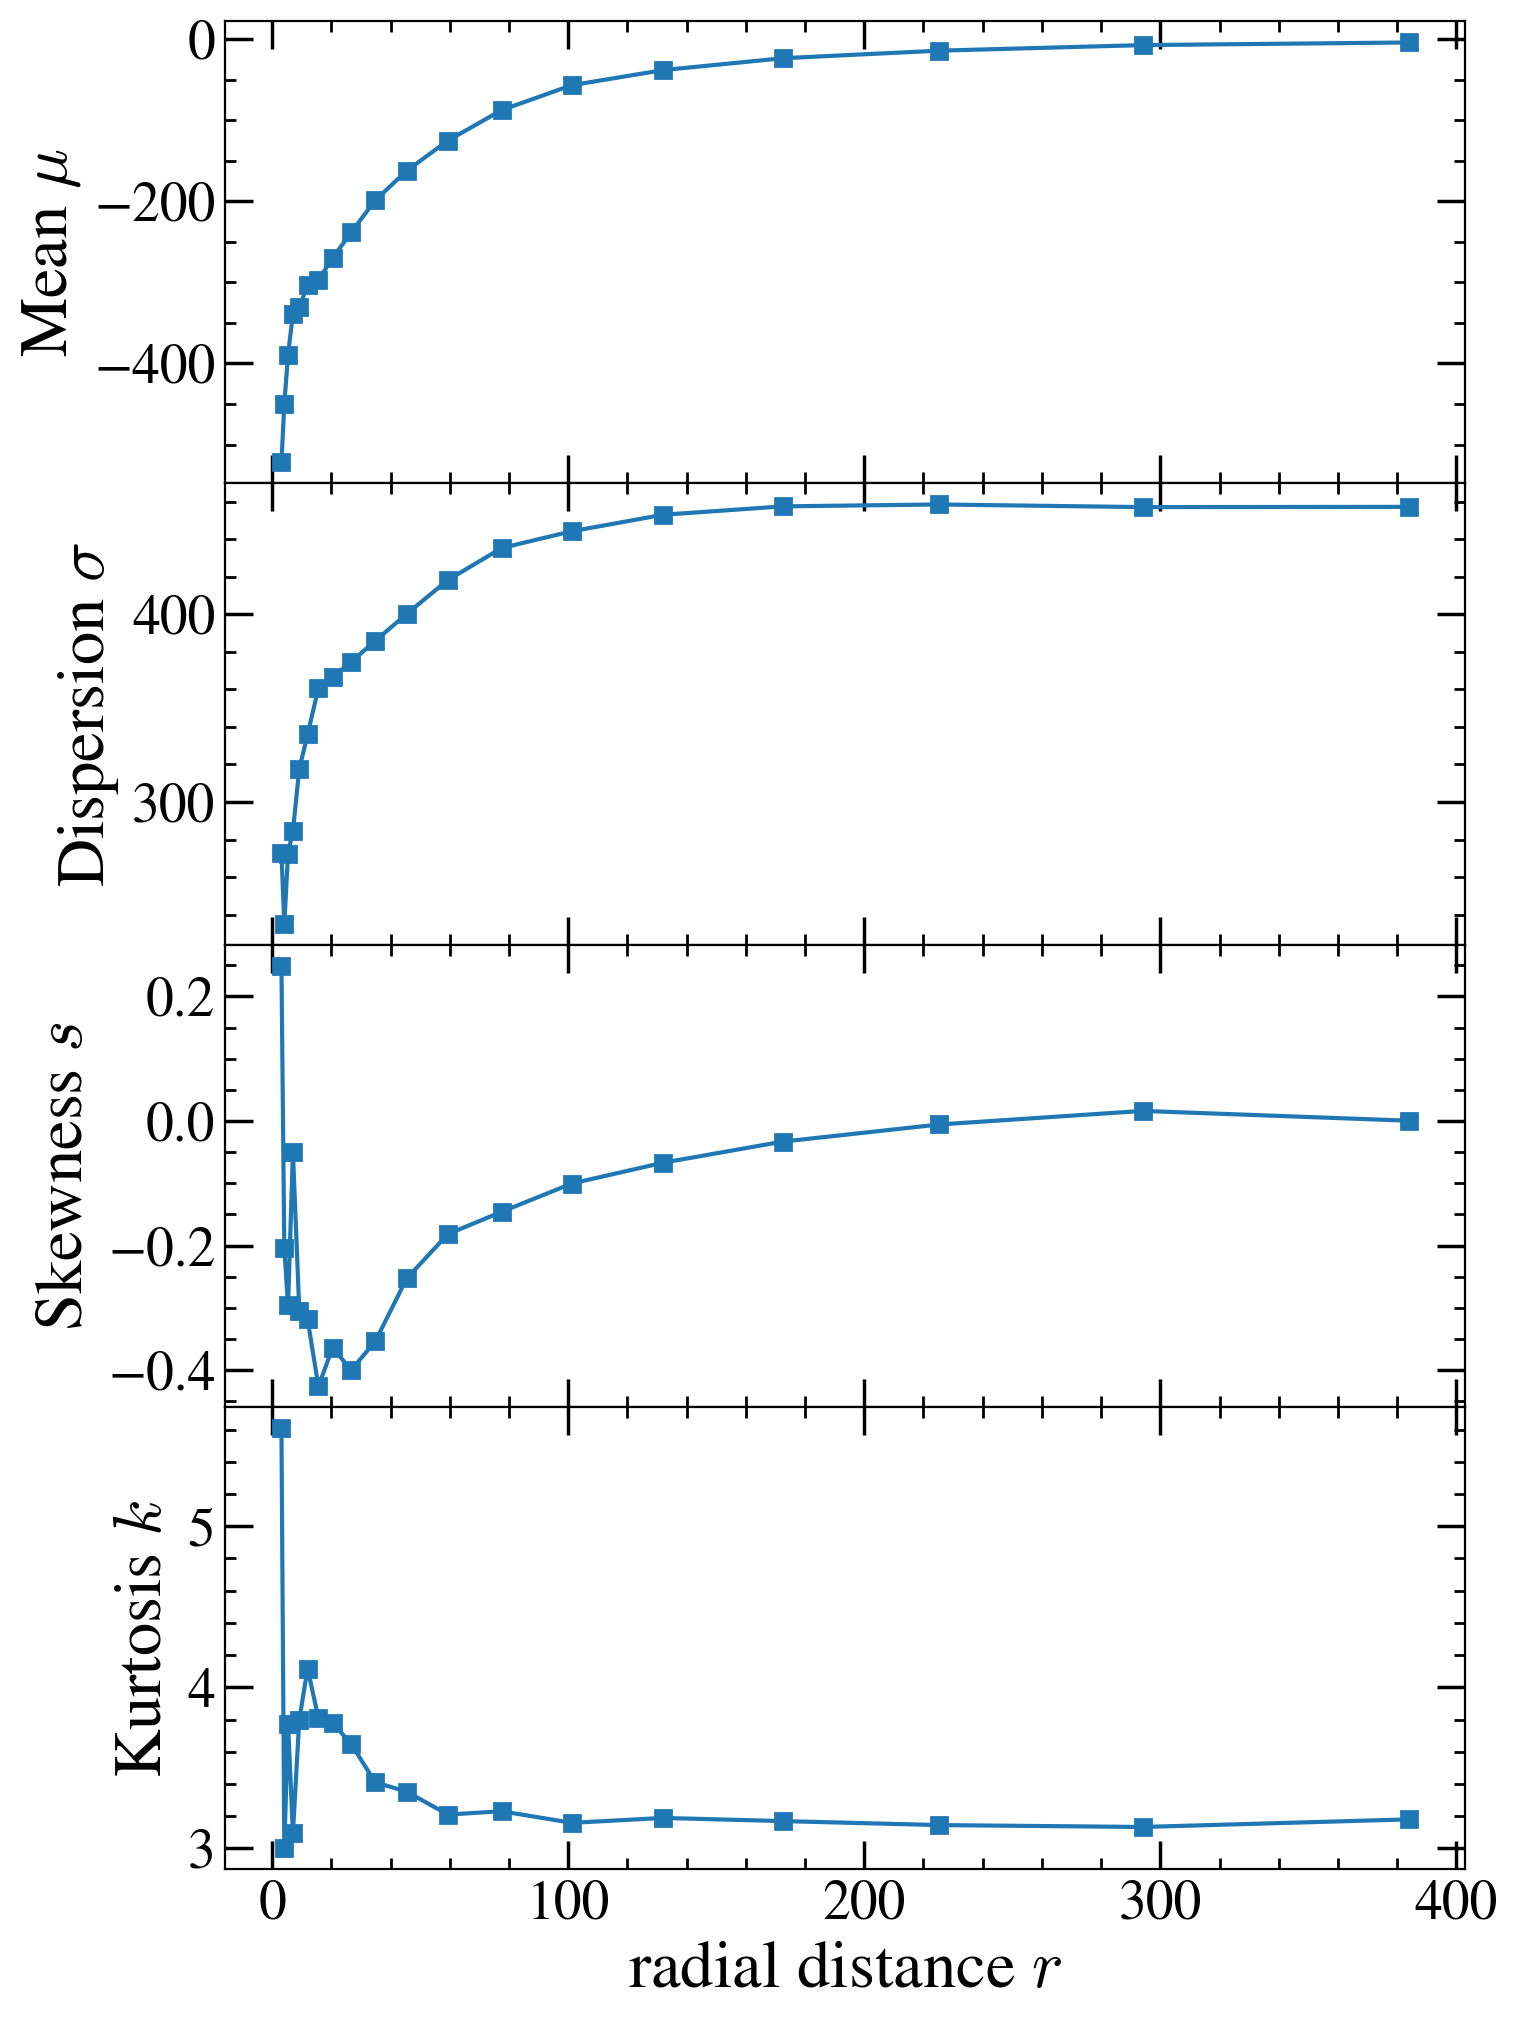 Mean μ
0
−200
−400
Dispersion σ
400
300
Skewness s
0.2
0.0
−0.2
−0.4
Kurtosis k
5
4
3
0 100 200 300 400
radial distance r